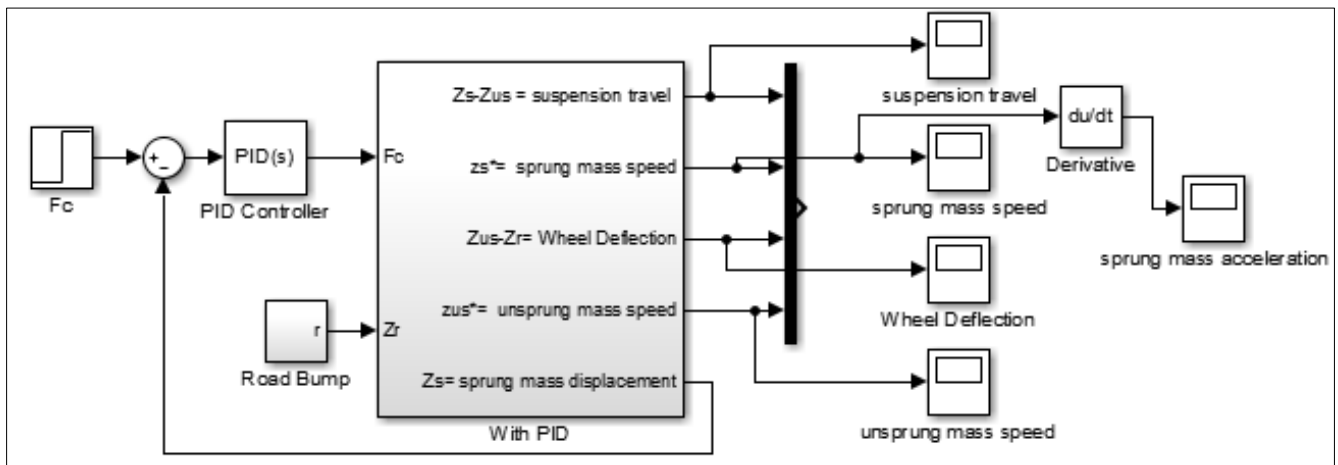 Fc
+
−
PID(s)
PID Controller
r
Road Bump
Fc
Zr
Zs-Zus = suspension travel
zs*= sprung mass speed
Zus-Zr= Wheel Deflection
zus*= unsprung mass speed
Zs= sprung mass displacement
With PID
suspension travel
sprung mass speed
Wheel Deflection
unsprung mass speed
du/dt
Derivative
sprung mass acceleration